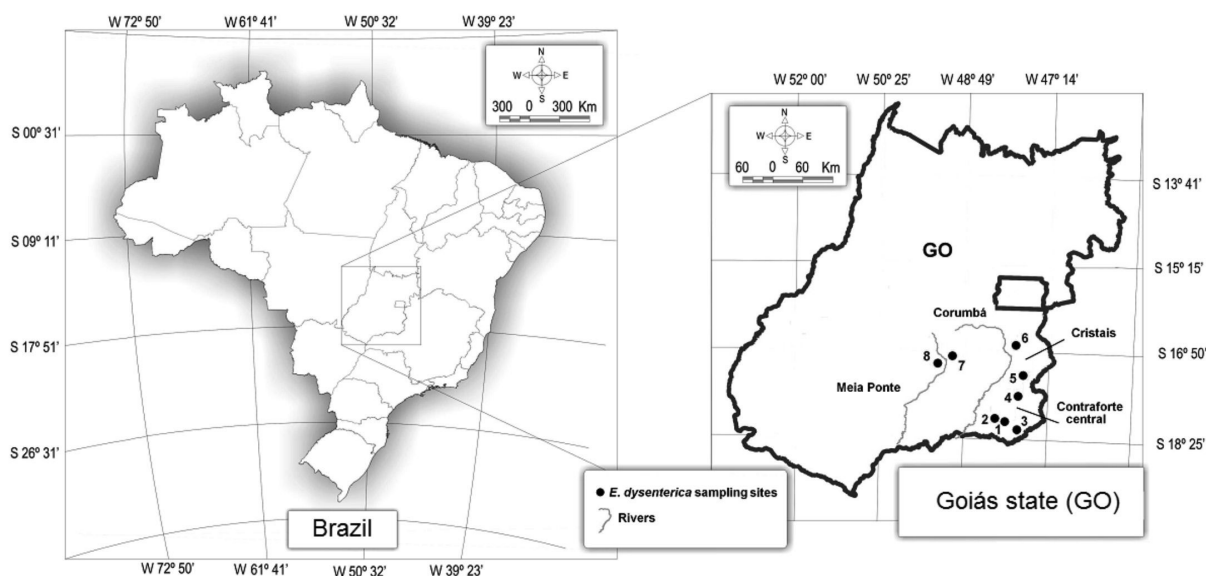 W 72º 50' W 61º 41' W 50º 32' W 39º 23'
N
W E
S
300 0 300 Km
S 00º 31'
S 09º 11'
S 17º 51'
S 26º 31'
Brazil
W 72º 50' W 61º 41' W 50º 32' W 39º 23'
W 52º 00' W 50º 25' W 48º 49' W 47º 14'
N
W E
S
60 0 60 Km
S 13º 41'
GO
S 15º 15'
Corumbá
Cristais
6
S 16º 50'
8 7
Meia Ponte
5
4
Contraforte
central
2 1 3
S 18º 25'
E. dysenterica sampling sites
Rivers
Goiás state (GO)